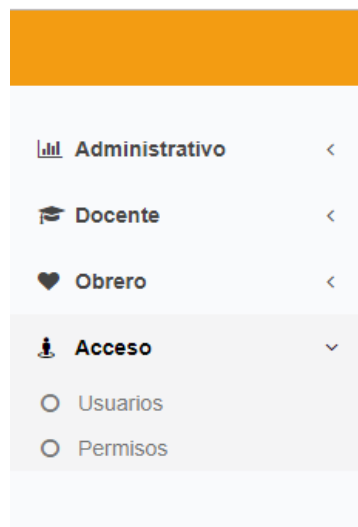 Administrativo
Docente
Obrero
Acceso
Usuarios
Permisos